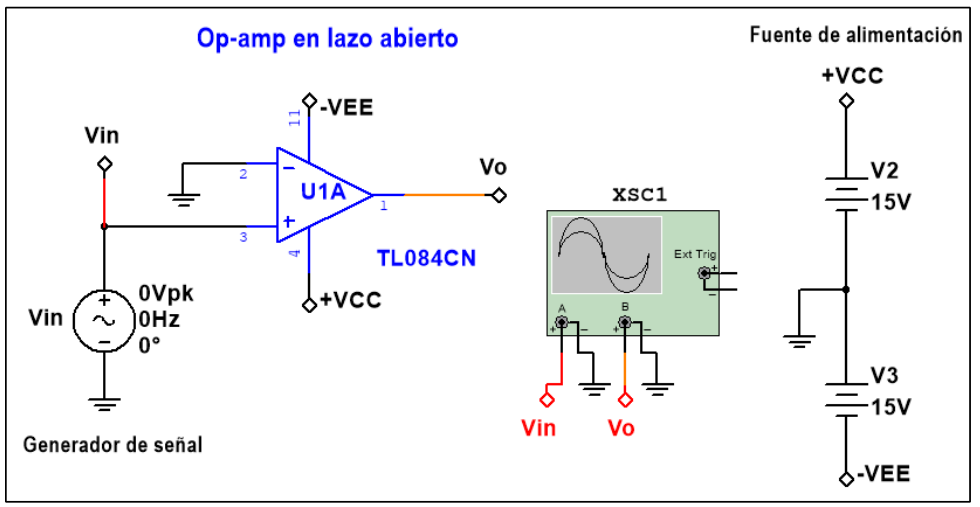 Op-amp en lazo abierto
Fuente de alimentación
+VCC
11
-VEE
Vin
2
U1A
Vo
1
3
4
TL084CN
+VCC
Vin
+
−
0Vpk
0Hz
0°
Generador de señal
XSC1
Ext Trig
+
−
A
B
+
−
+
−
Vin
Vo
V2
15V
V3
15V
-VEE